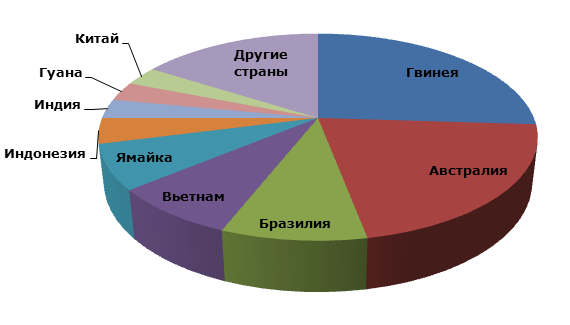 Китай
Другие
страны
Гвинея
Гуана
Индия
Индонезия
Ямайка
Австралия
Вьетнам
Бразилия